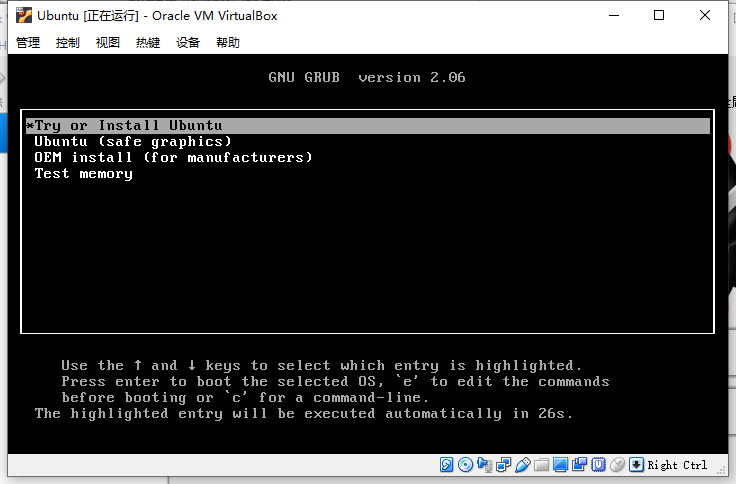 Ubuntu [正在运行] - Oracle VM VirtualBox
管理 控制 视图 热键 设备 帮助
GNU GRUB version 2.06
*Try or Install Ubuntu
Ubuntu (safe graphics)
OEM install (for manufacturers)
Test memory
Use the ↑ and ↓ keys to select which entry is highlighted.
Press enter to boot the selected OS, `e' to edit the commands
before booting or `c' for a command-line.
The highlighted entry will be executed automatically in 26s.
Right Ctrl